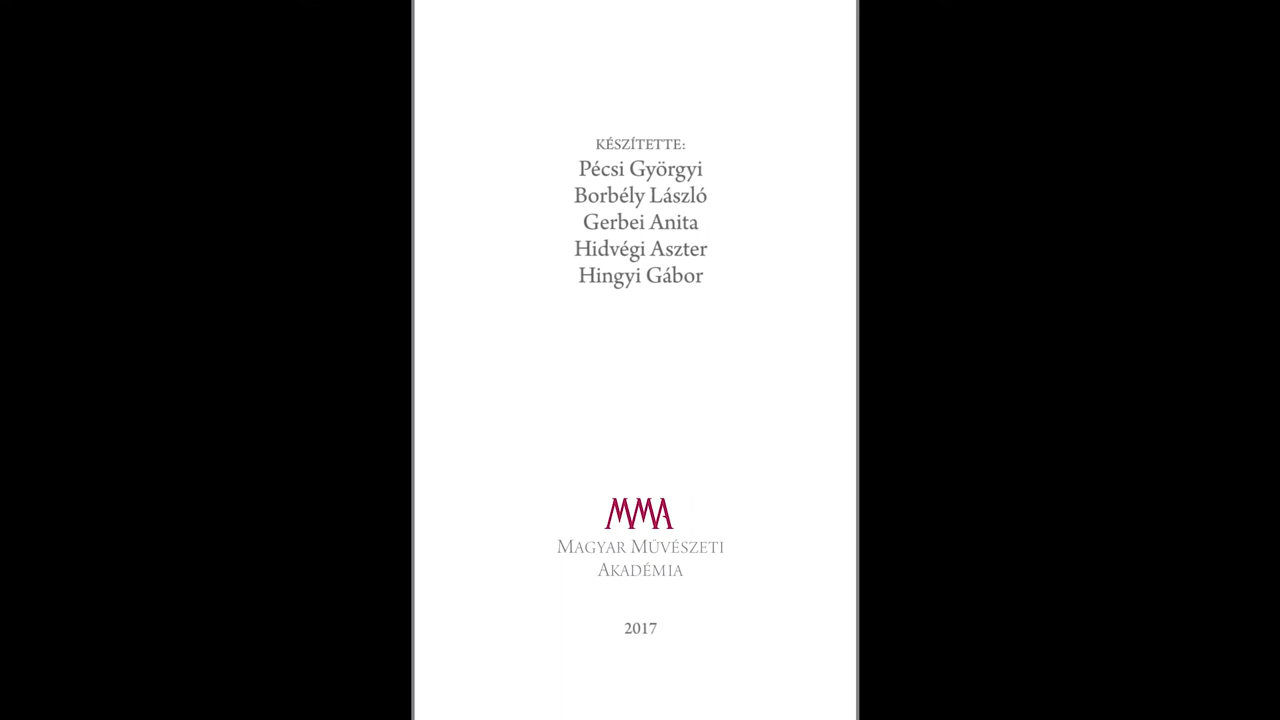 KÉSZÍTETTE:
Pécsi Györgyi
Borbély László
Gerbei Anita
Hidvégi Aszter
Hingyi Gábor
MMA
MAGYAR MŰVÉSZETI
AKADÉMIA
2017